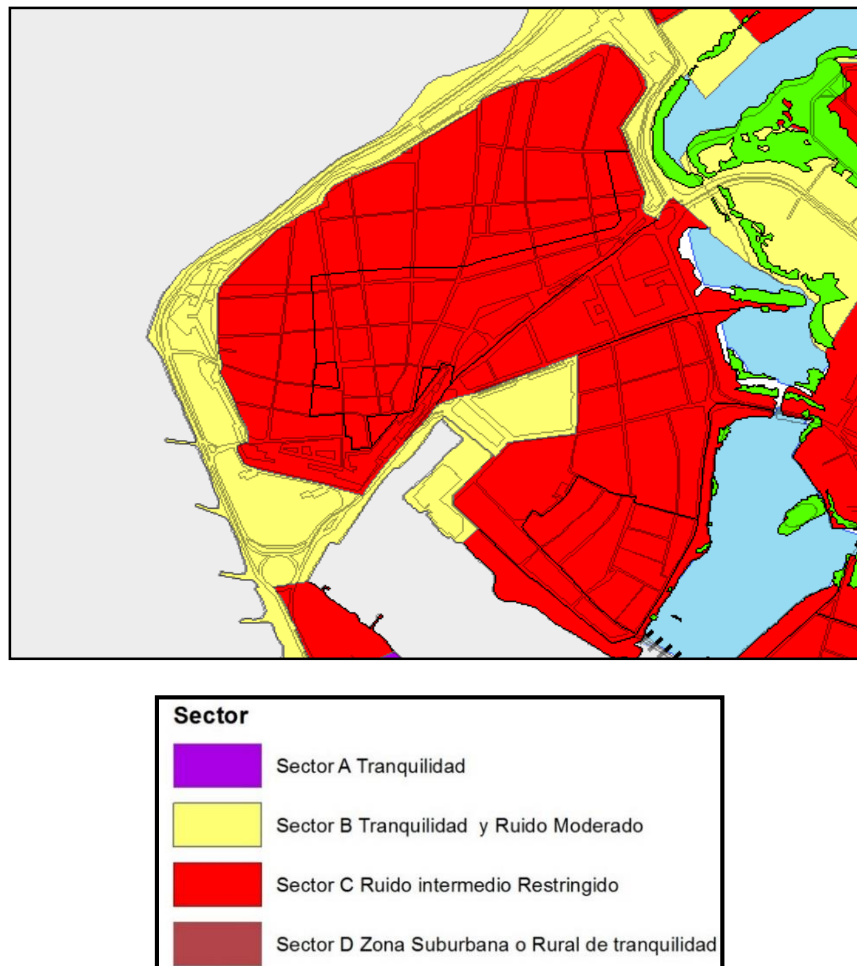 Sector
Sector A Tranquilidad
Sector B Tranquilidad y Ruido Moderado
Sector C Ruido intermedio Restringido
Sector D Zona Suburbana o Rural de tranquilidad